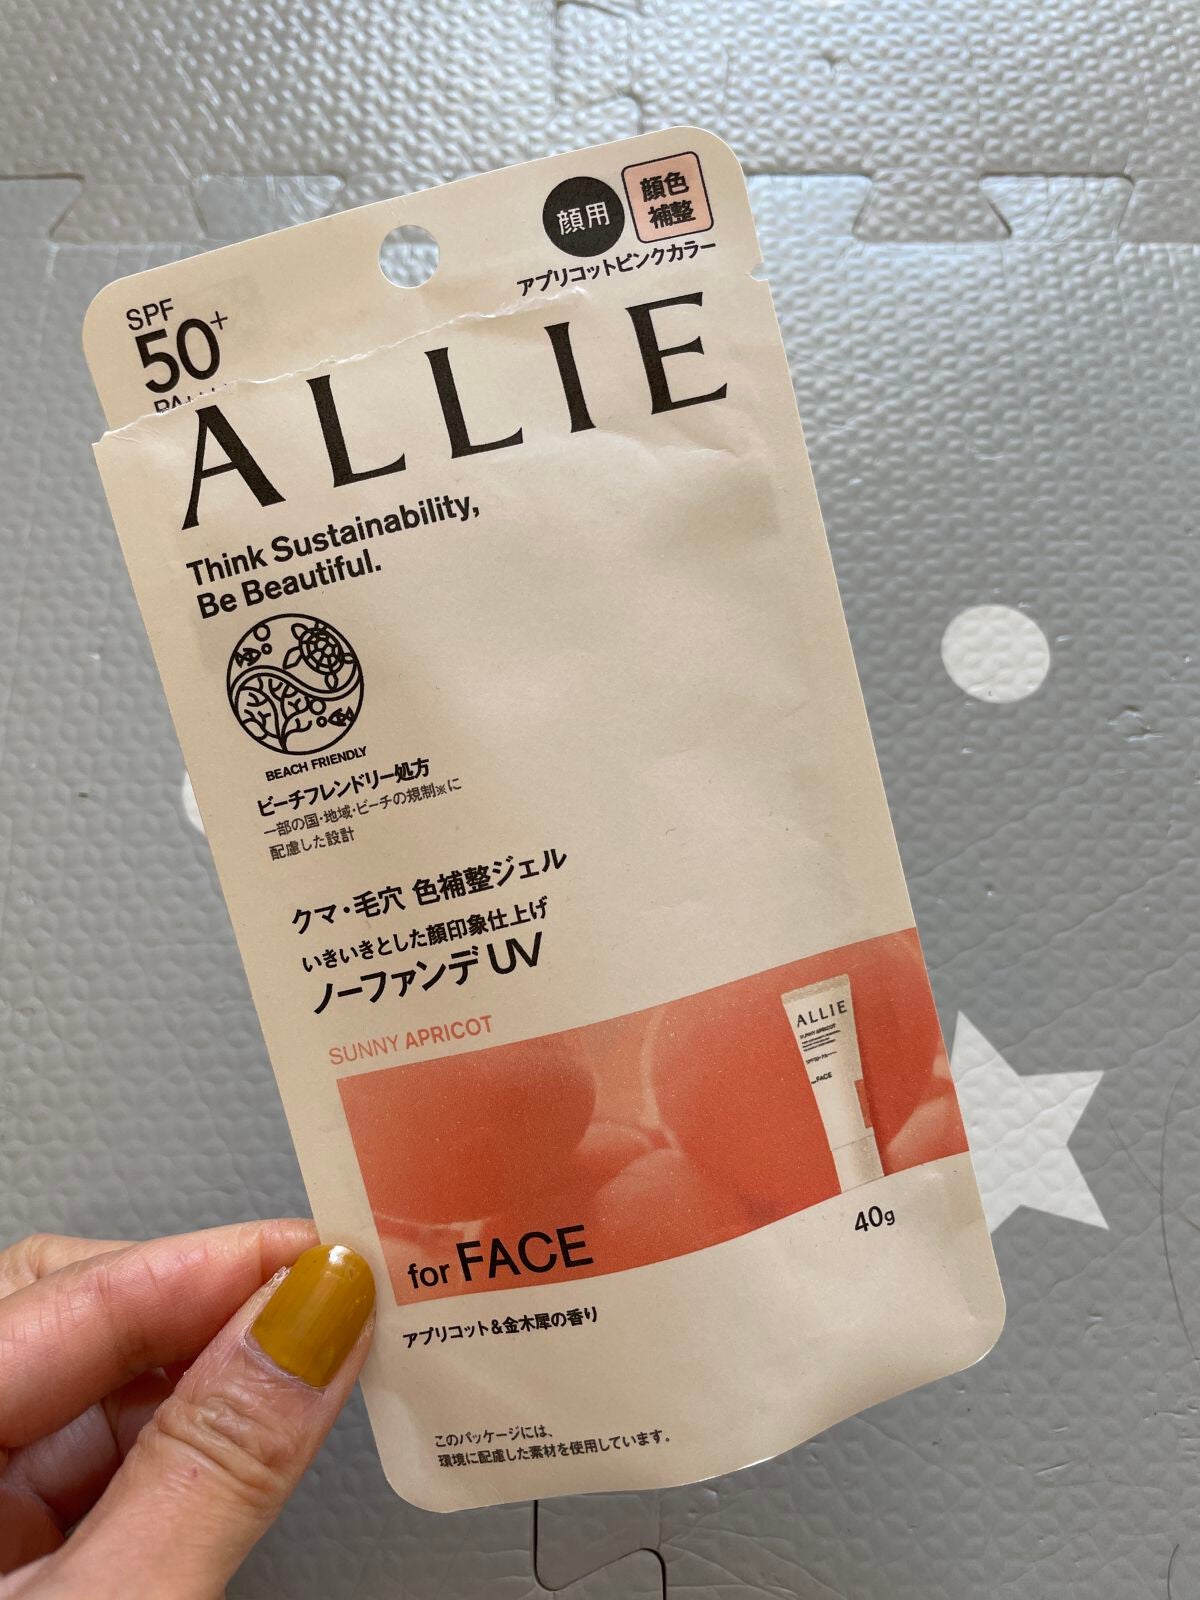 顔用
顔色
補整
アプリコットピンクカラー
SPF
50+
ALLIE
Think Sustainability,
Be Beautiful.
BEACH FRIENDLY
ビーチフレンドリー処方
一部の国・地域・ビーチの規制※に
配慮した設計
クマ・毛穴 色補整ジェル
いきいきとした顔印象仕上げ
ノーファンデ UV
SUNNY APRICOT
ALLIE
SUNNY APRICOT
FACE
40g
for FACE
アプリコット&金木犀の香り
このパッケージには、
環境に配慮した素材を使用しています。